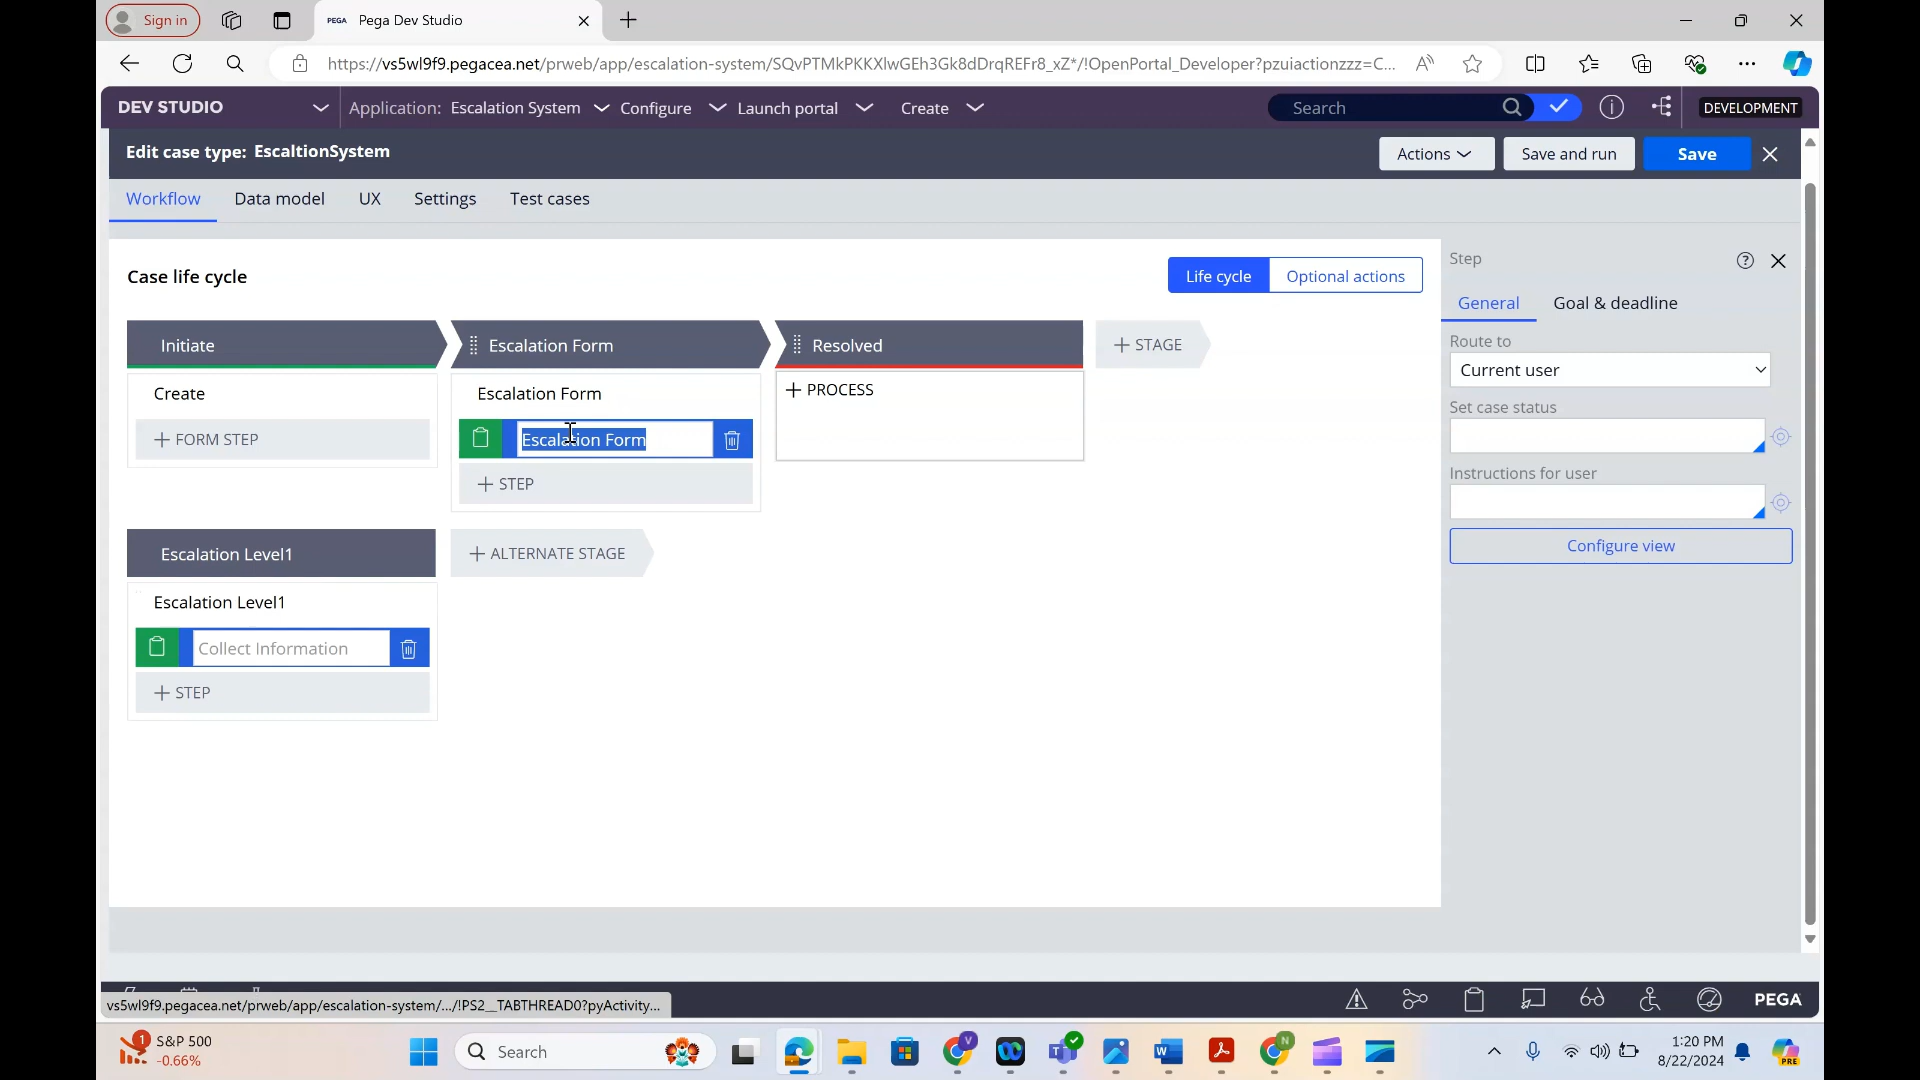 Sign in
PEGA Pega Dev Studio
https://vs5wl9f9.pegacea.net/prweb/app/escalation-system/SQvPTMkPKKXlwGEh3Gk8dDrqREFr8_xZ*/!OpenPortal_Developer?pzuiactionzzz=C...
DEV STUDIO
Application: Escalation System
Configure
Launch portal
Create
Search
DEVELOPMENT
Edit case type: EscaltionSystem
Actions
Save and run
Save
Workflow
Data model
UX
Settings
Test cases
Case life cycle
Life cycle
Optional actions
Step
General
Goal & deadline
Initiate
Escalation Form
Resolved
+ STAGE
Route to
Current user
Create
Escalation Form
+ PROCESS
Set case status
+ FORM STEP
Escalation Form
Instructions for user
+ STEP
Configure view
Escalation Level1
+ ALTERNATE STAGE
Escalation Level1
Collect Information
+ STEP
vs5wl9f9.pegacea.net/prweb/app/escalation-system/.../!PS2__TABTHREAD0?pyActivity...
PEGA
1
S&P 500
-0.66%
Search
V
N
1:20 PM
8/22/2024
PRE